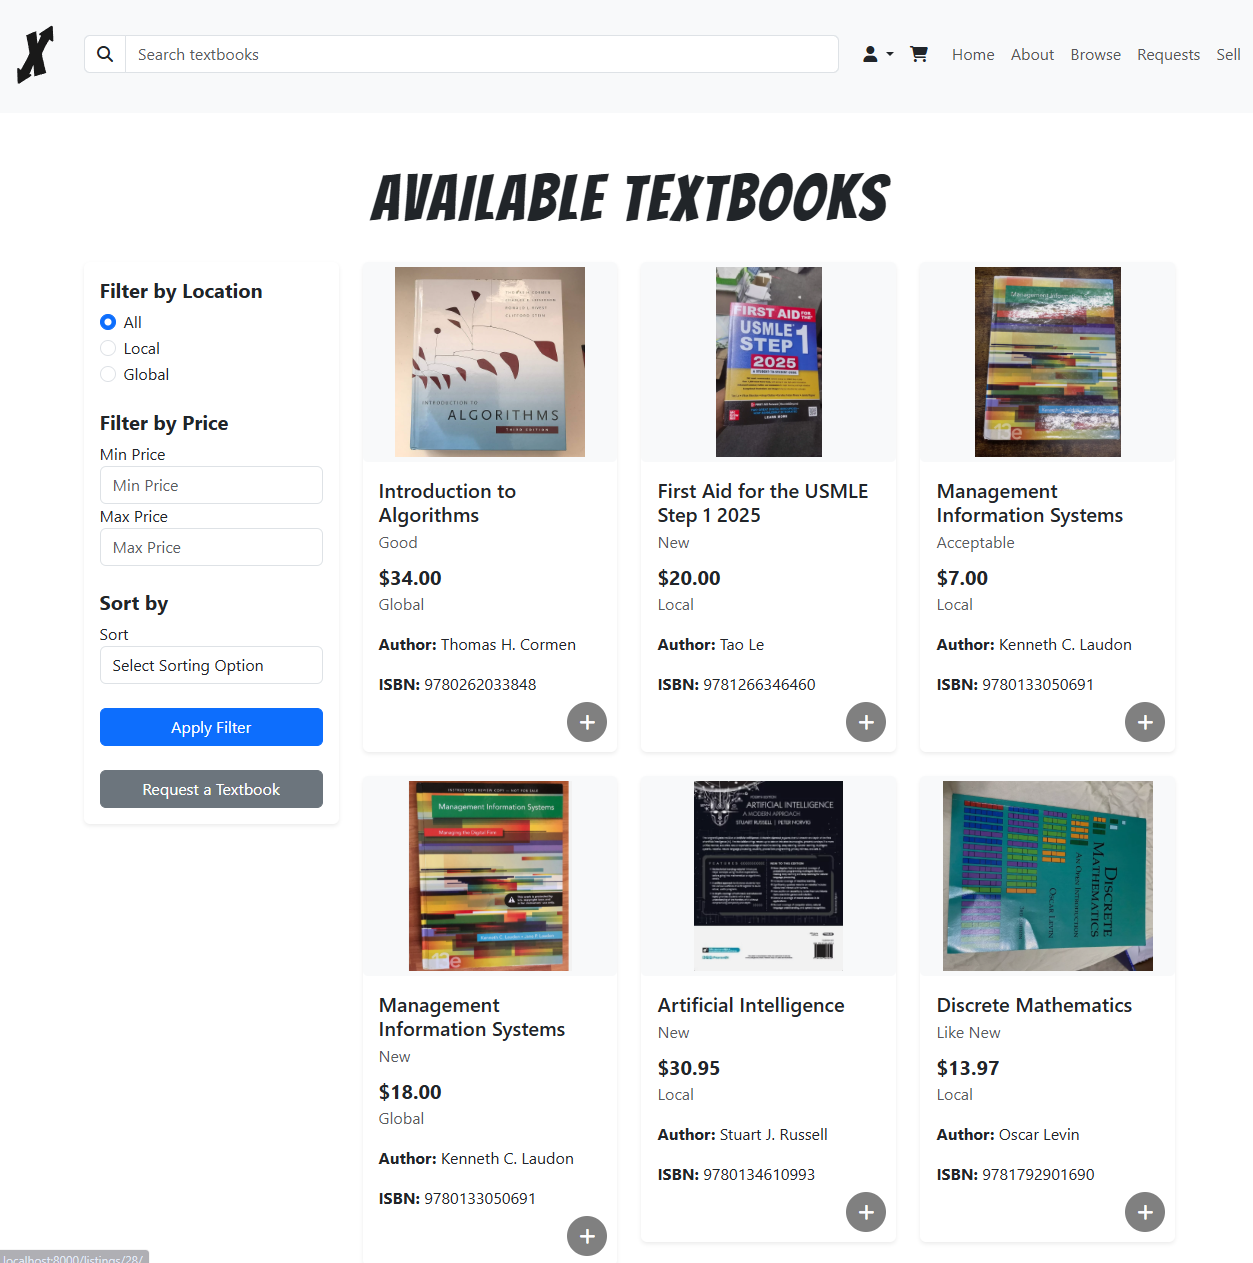 Search textbooks
Home About Browse Requests Sell
AVAILABLE TEXTBOOKS
Filter by Location
All
Local
Global
Filter by Price
Min Price
Min Price
Max Price
Max Price
Sort by
Sort
Select Sorting Option
Apply Filter
Request a Textbook
INTRODUCTION TO
ALGORITHMS
THIRD EDITION
Introduction to
Algorithms
Good
$34.00
Global
Author: Thomas H. Cormen
ISBN: 9780262033848
FIRST AID FOR THE
USMLE
STEP 1
2025
First Aid for the USMLE
Step 1 2025
New
$20.00
Local
Author: Tao Le
ISBN: 9781266346460
Management Information Systems
13e
Management
Information Systems
Acceptable
$7.00
Local
Author: Kenneth C. Laudon
ISBN: 9780133050691
Management Information Systems
Managing the Digital Firm
13e
Management
Information Systems
New
$18.00
Global
Author: Kenneth C. Laudon
ISBN: 9780133050691
ARTIFICIAL INTELLIGENCE
A MODERN APPROACH
STUART RUSSELL | PETER NORVIG
Artificial Intelligence
New
$30.95
Local
Author: Stuart J. Russell
ISBN: 9780134610993
DISCRETE
MATHEMATICS
AN OPEN INTRODUCTION
OSCAR LEVIN
Discrete Mathematics
Like New
$13.97
Local
Author: Oscar Levin
ISBN: 9781792901690
localhost:8000/listings/28/